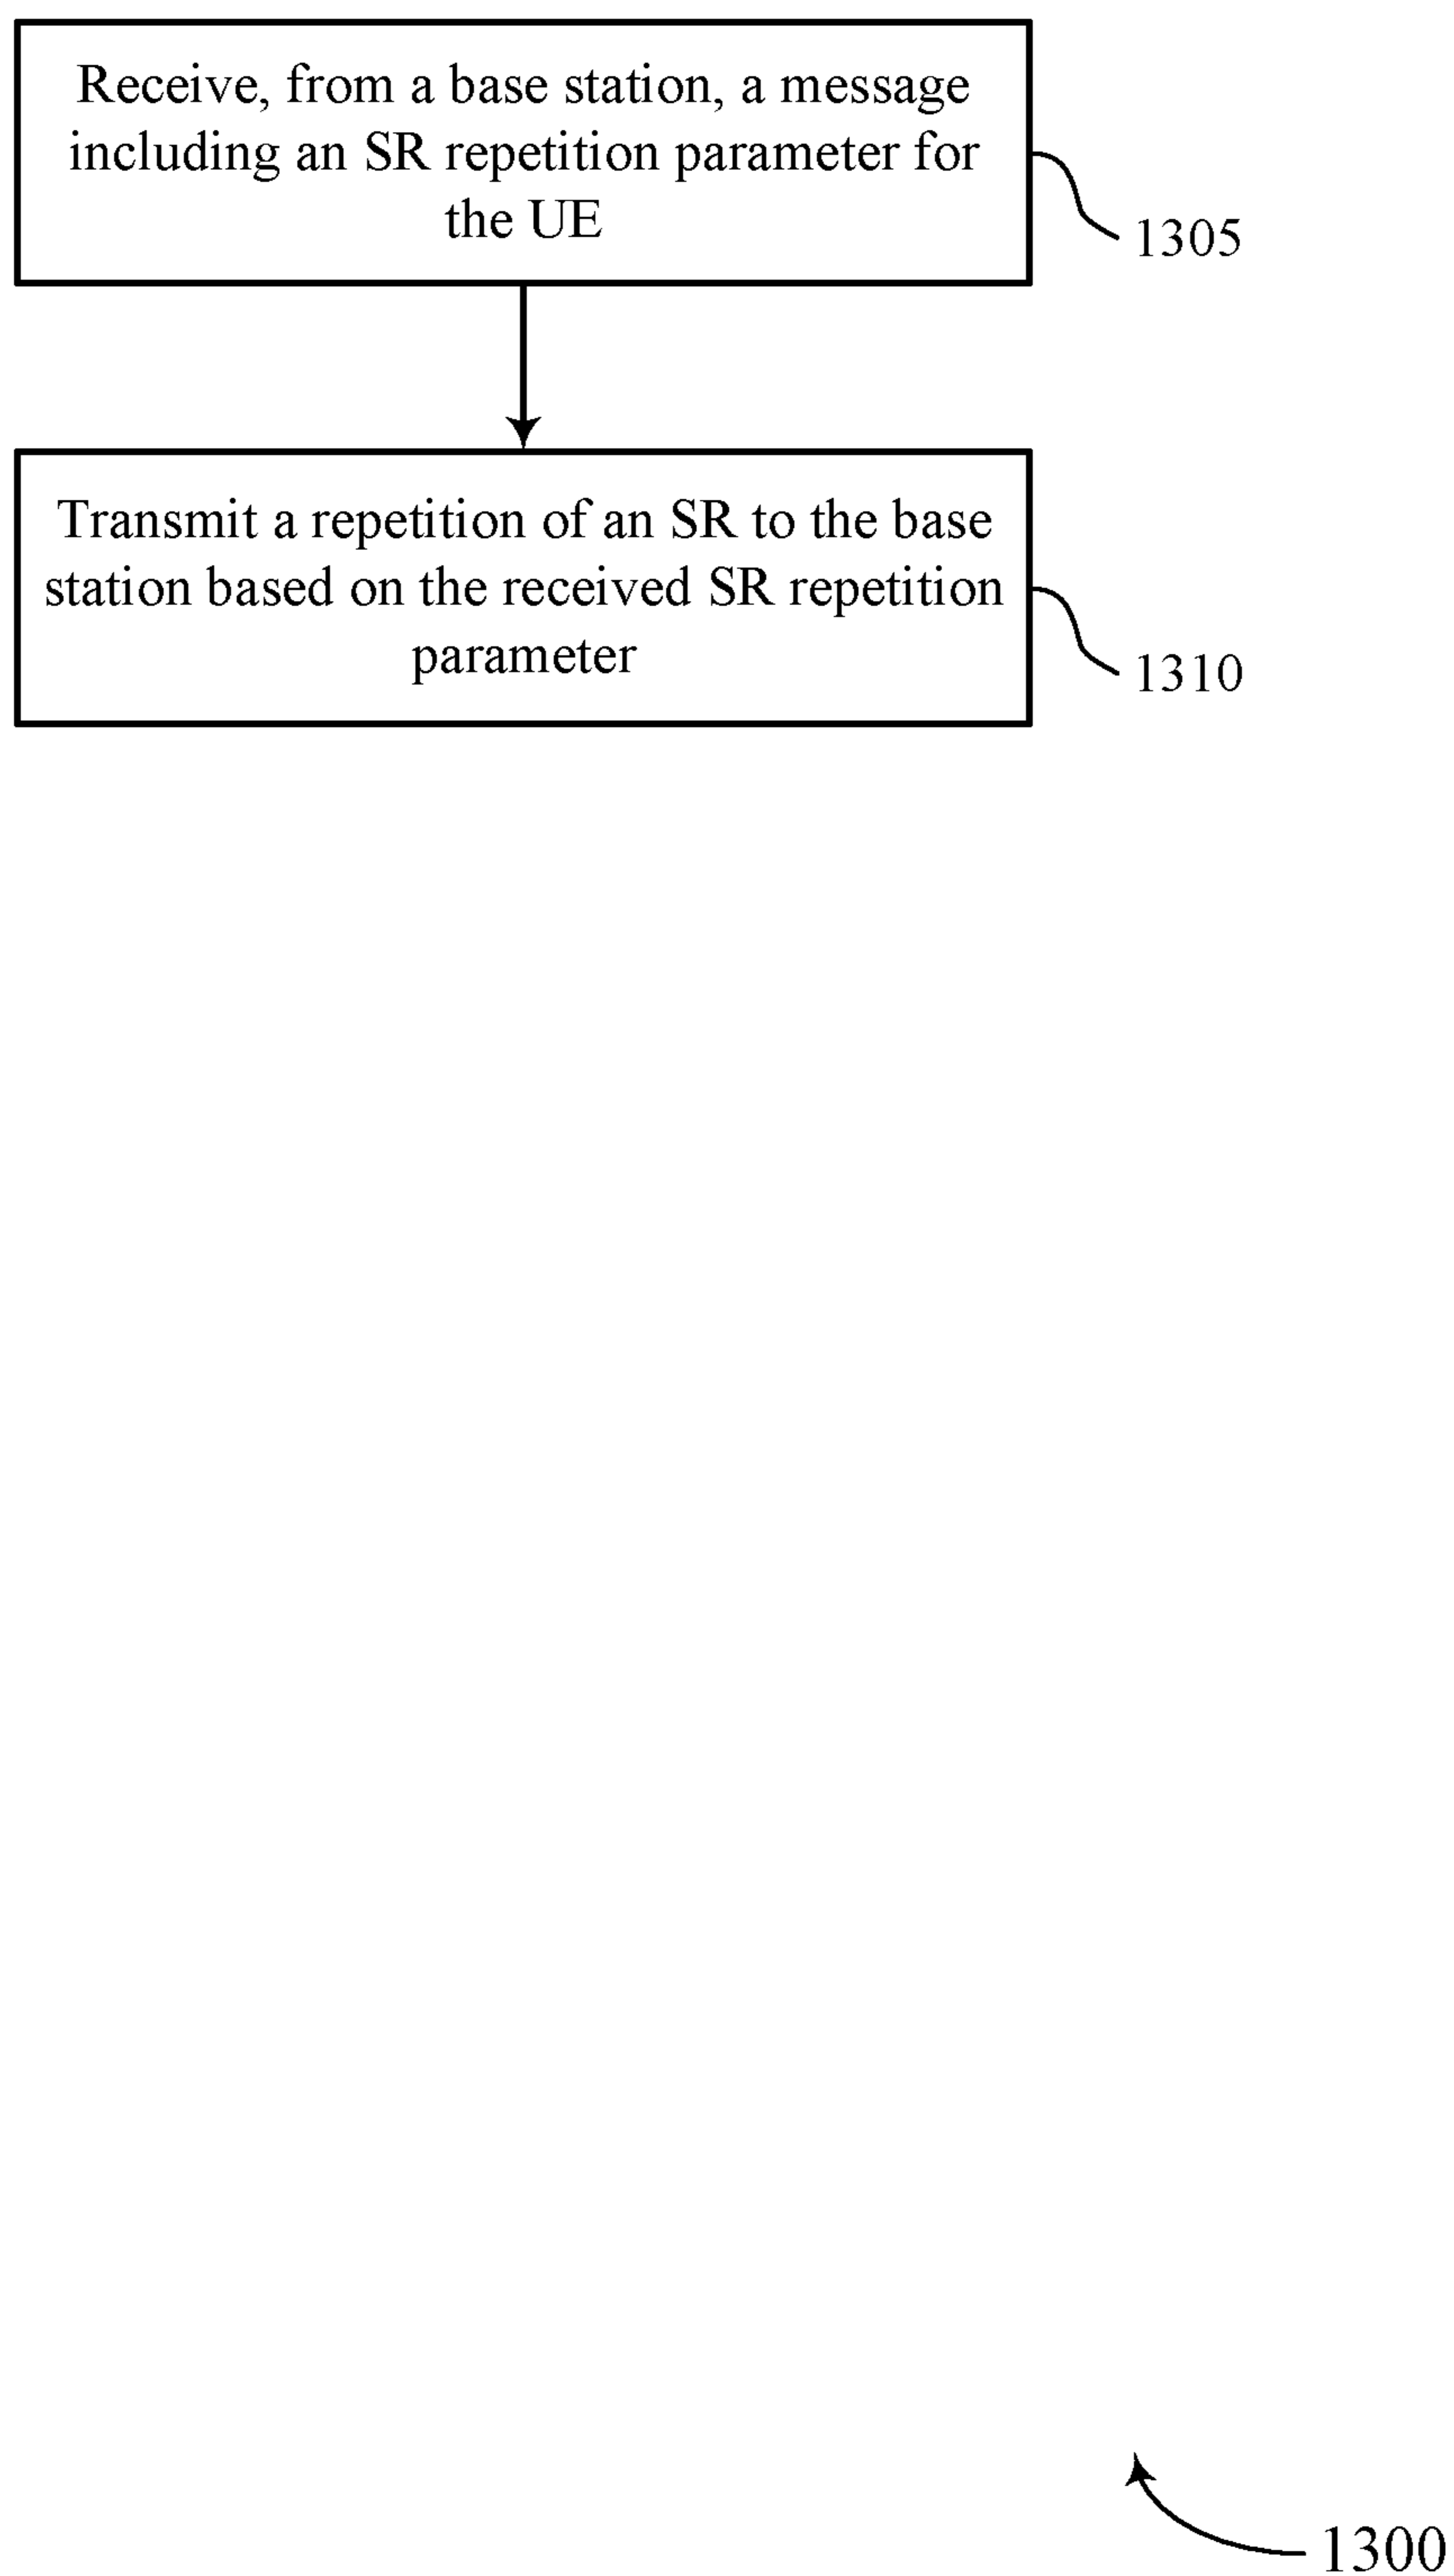 Receive, from a base station, a message
including an SR repetition parameter for
the UE
1305
Transmit a repetition of an SR to the base
station based on the received SR repetition
parameter
1310
1300